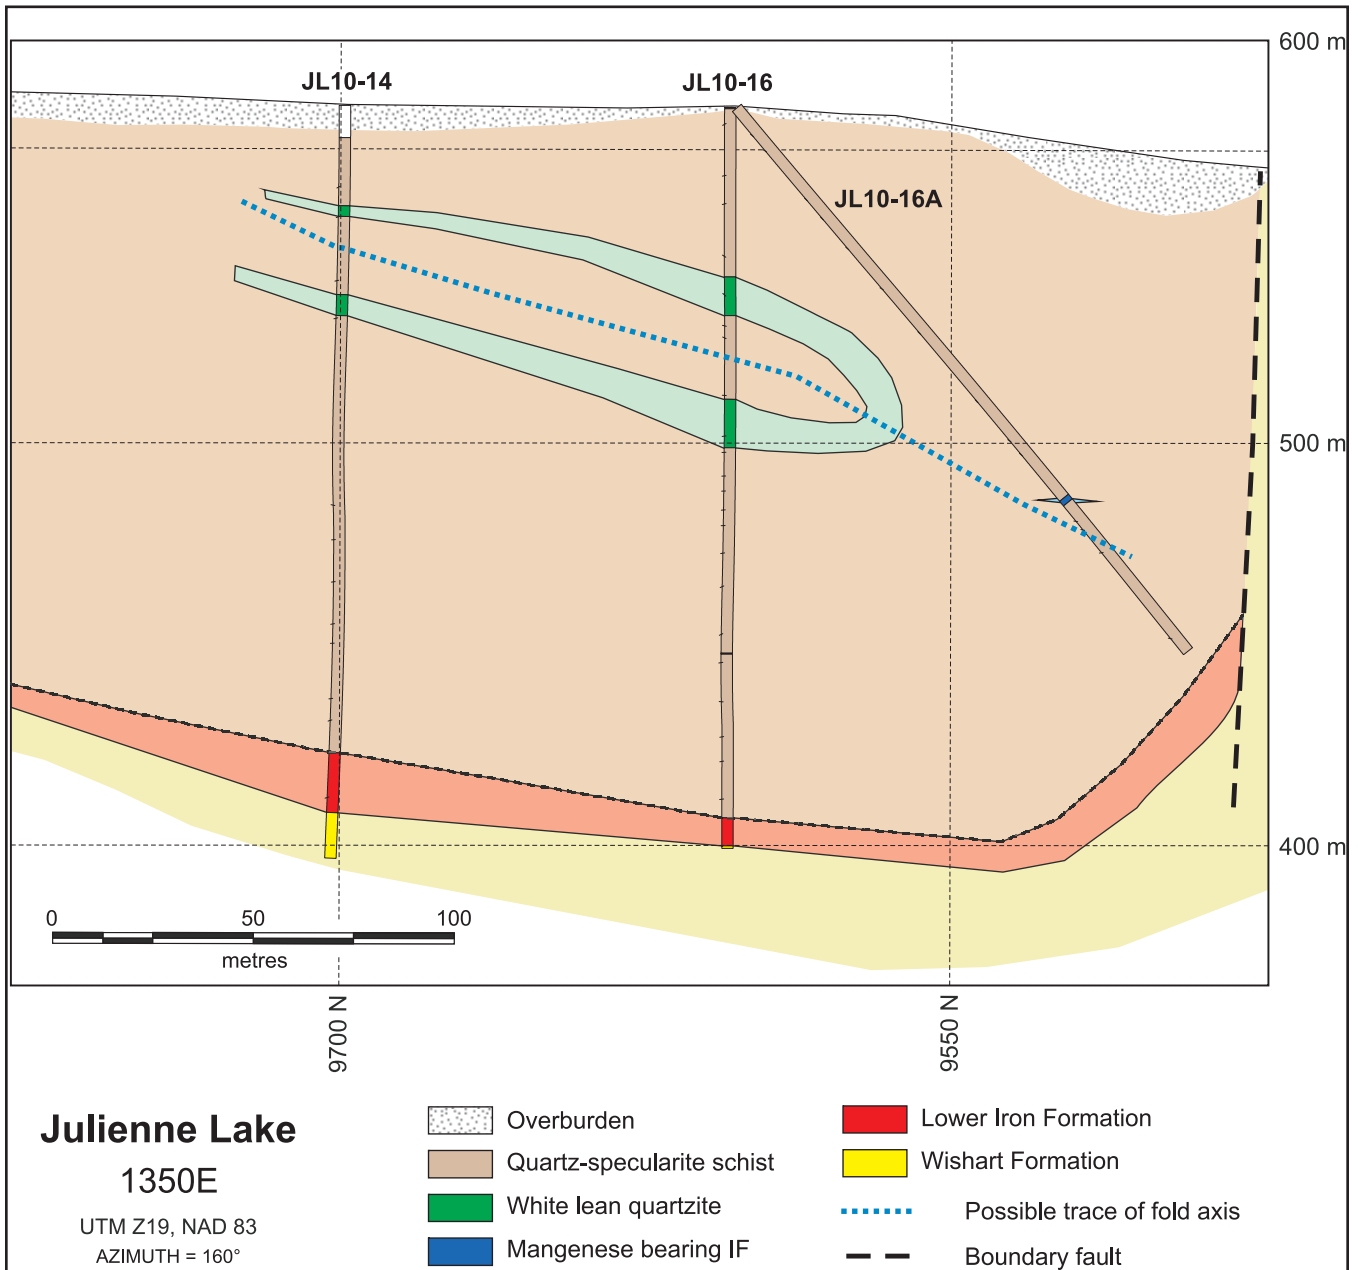 600 m
JL10-14
JL10-16
JL10-16A
500 m
400 m
0 50 100
metres
9700 N
9550 N
Julienne Lake
1350E
UTM Z19, NAD 83
AZIMUTH = 160°
Overburden
Quartz-specularite schist
White lean quartzite
Mangenese bearing IF
Lower Iron Formation
Wishart Formation
Possible trace of fold axis
Boundary fault